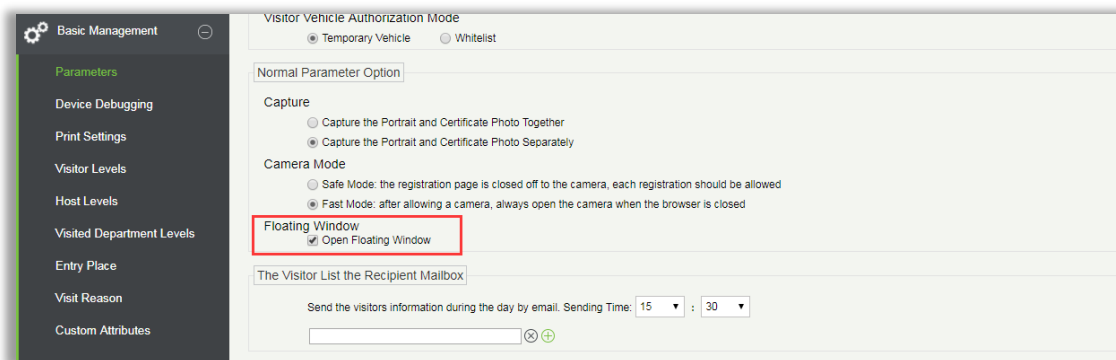 Basic Management
Parameters
Device Debugging
Print Settings
Visitor Levels
Host Levels
Visited Department Levels
Entry Place
Visit Reason
Custom Attributes
Visitor Vehicle Authorization Mode
Temporary Vehicle Whitelist
Normal Parameter Option
Capture
Capture the Portrait and Certificate Photo Together
Capture the Portrait and Certificate Photo Separately
Camera Mode
Safe Mode: the registration page is closed off to the camera, each registration should be allowed
Fast Mode: after allowing a camera, always open the camera when the browser is closed
Floating Window
Open Floating Window
The Visitor List the Recipient Mailbox
Send the visitors information during the day by email. Sending Time: 15 : 30